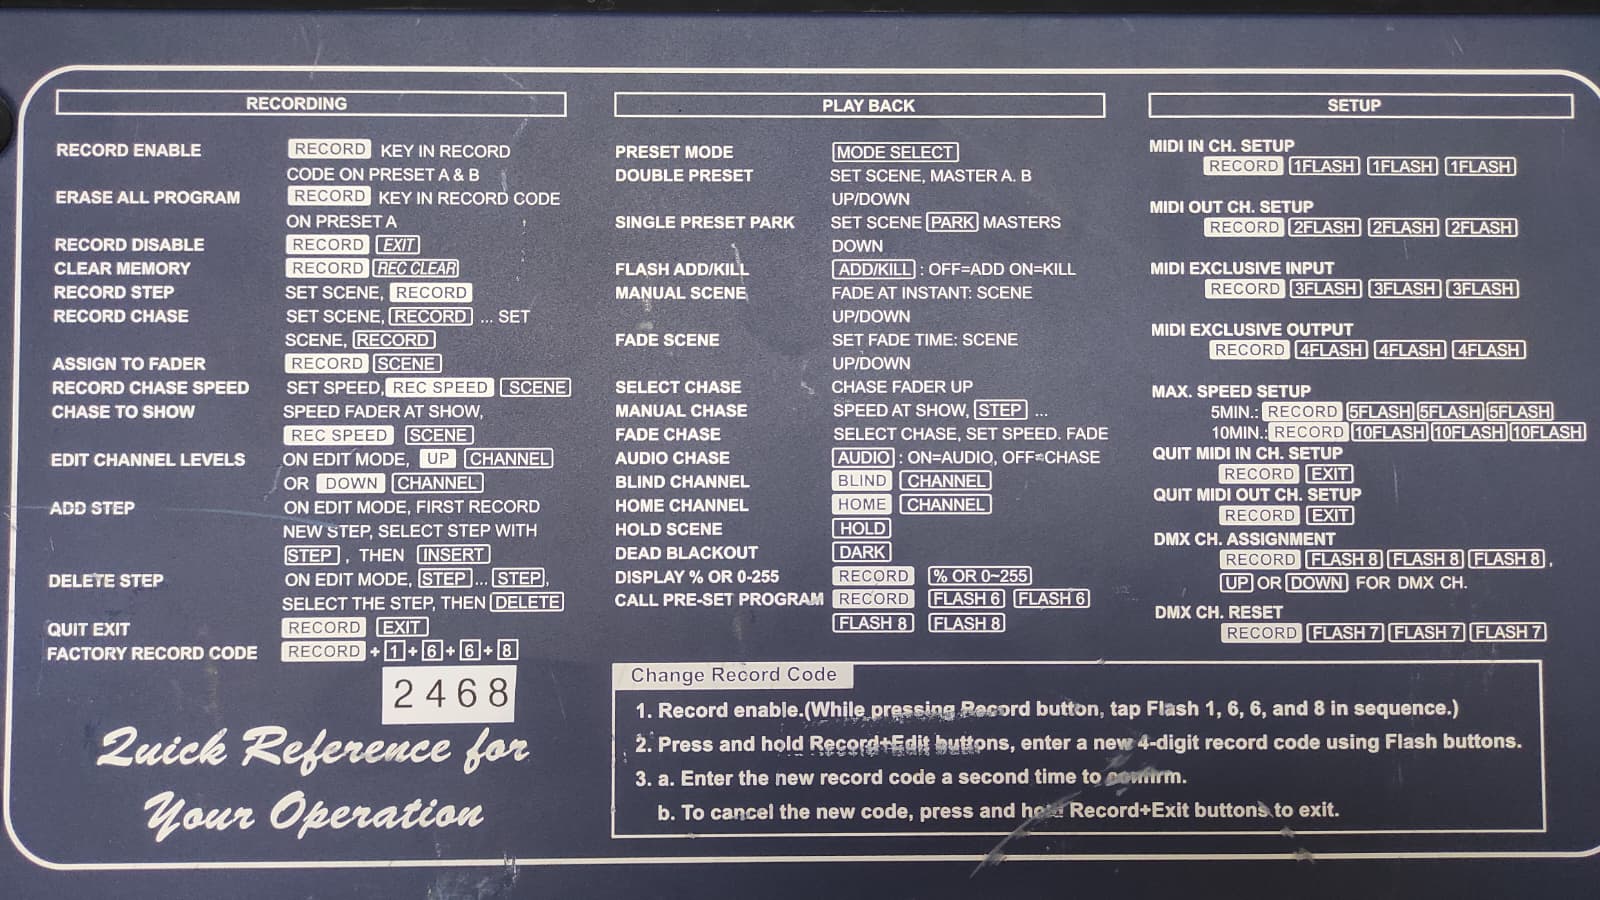 RECORDING
RECORD ENABLE RECORD KEY IN RECORD
CODE ON PRESET A & B
ERASE ALL PROGRAM RECORD KEY IN RECORD CODE
ON PRESET A
RECORD DISABLE RECORD EXIT
CLEAR MEMORY RECORD REC CLEAR
RECORD STEP SET SCENE, RECORD
RECORD CHASE SET SCENE, RECORD ... SET
SCENE, RECORD
ASSIGN TO FADER RECORD SCENE
RECORD CHASE SPEED SET SPEED, REC SPEED SCENE
CHASE TO SHOW SPEED FADER AT SHOW,
REC SPEED SCENE
EDIT CHANNEL LEVELS ON EDIT MODE, UP CHANNEL
OR DOWN CHANNEL
ADD STEP ON EDIT MODE, FIRST RECORD
NEW STEP, SELECT STEP WITH
STEP , THEN INSERT
DELETE STEP ON EDIT MODE, STEP ... STEP,
SELECT THE STEP, THEN DELETE
QUIT EXIT RECORD EXIT
FACTORY RECORD CODE RECORD + 1 + 6 + 6 + 8
2468
Quick Reference for
Your Operation
PLAY BACK
PRESET MODE MODE SELECT
DOUBLE PRESET SET SCENE, MASTER A. B
UP/DOWN
SINGLE PRESET PARK SET SCENE PARK MASTERS
DOWN
FLASH ADD/KILL ADD/KILL : OFF=ADD ON=KILL
MANUAL SCENE FADE AT INSTANT: SCENE
UP/DOWN
FADE SCENE SET FADE TIME: SCENE
UP/DOWN
SELECT CHASE CHASE FADER UP
MANUAL CHASE SPEED AT SHOW, STEP ...
FADE CHASE SELECT CHASE, SET SPEED. FADE
AUDIO CHASE AUDIO : ON=AUDIO, OFF=CHASE
BLIND CHANNEL BLIND CHANNEL
HOME CHANNEL HOME CHANNEL
HOLD SCENE HOLD
DEAD BLACKOUT DARK
DISPLAY % OR 0-255 RECORD % OR 0~255
CALL PRE-SET PROGRAM RECORD FLASH 6 FLASH 6
FLASH 8 FLASH 8
SETUP
MIDI IN CH. SETUP
RECORD 1FLASH 1FLASH 1FLASH
MIDI OUT CH. SETUP
RECORD 2FLASH 2FLASH 2FLASH
MIDI EXCLUSIVE INPUT
RECORD 3FLASH 3FLASH 3FLASH
MIDI EXCLUSIVE OUTPUT
RECORD 4FLASH 4FLASH 4FLASH
MAX. SPEED SETUP
5MIN.: RECORD 5FLASH 5FLASH 5FLASH
10MIN.: RECORD 10FLASH 10FLASH 10FLASH
QUIT MIDI IN CH. SETUP
RECORD EXIT
QUIT MIDI OUT CH. SETUP
RECORD EXIT
DMX CH. ASSIGNMENT
RECORD FLASH 8 FLASH 8 FLASH 8 ,
UP OR DOWN FOR DMX CH.
DMX CH. RESET
RECORD FLASH 7 FLASH 7 FLASH 7
Change Record Code
1. Record enable.(While pressing Record button, tap Flash 1, 6, 6, and 8 in sequence.)
2. Press and hold Record+Edit buttons, enter a new 4-digit record code using Flash buttons.
3. a. Enter the new record code a second time to confirm.
b. To cancel the new code, press and hold Record+Exit buttons to exit.